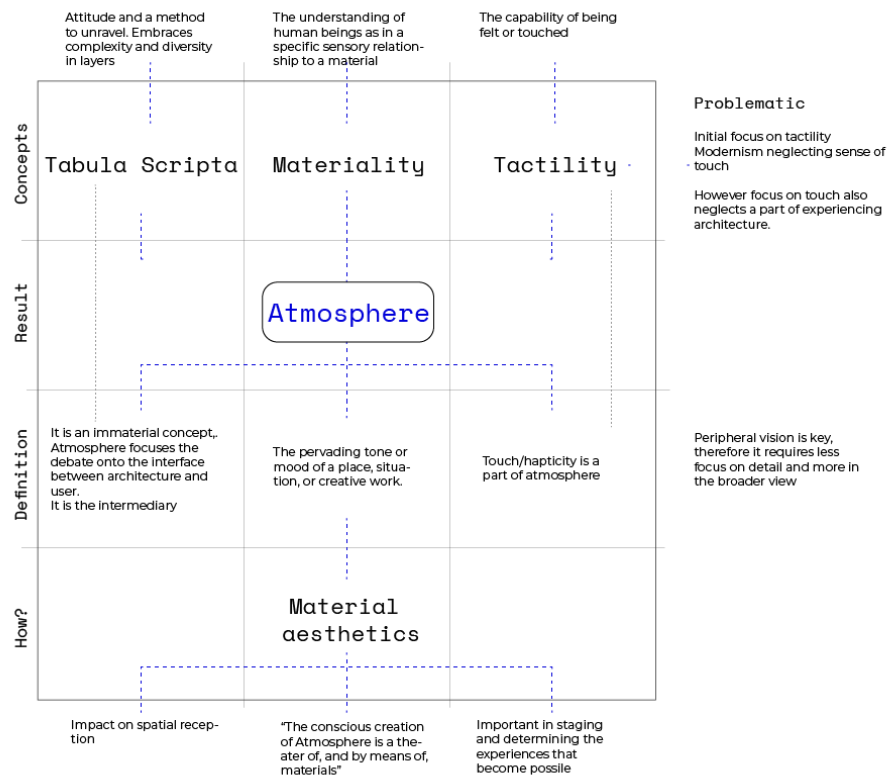 Attitude and a method
to unravel. Embraces
complexity and diversity
in layers
The understanding of
human beings as in a
specific sensory relation-
ship to a material
The capability of being
felt or touched
Concepts
Tabula Scripta
Materiality
Tactility
Problematic
Initial focus on tactility
Modernism neglecting sense of
touch
However focus on touch also
neglects a part of experiencing
architecture.
Result
Atmosphere
Definition
It is an immaterial concept,.
Atmosphere focuses the
debate onto the interface
between architecture and
user.
It is the intermediary
The pervading tone or
mood of a place, situa-
tion, or creative work.
Touch/hapticity is a
part of atmosphere
Peripheral vision is key,
therefore it requires less
focus on detail and more in
the broader view
How?
Material
aesthetics
Impact on spatial recep-
tion
“The conscious creation
of Atmosphere is a the-
ater of, and by means of,
materials”
Important in staging
and determining the
experiences that
become possile